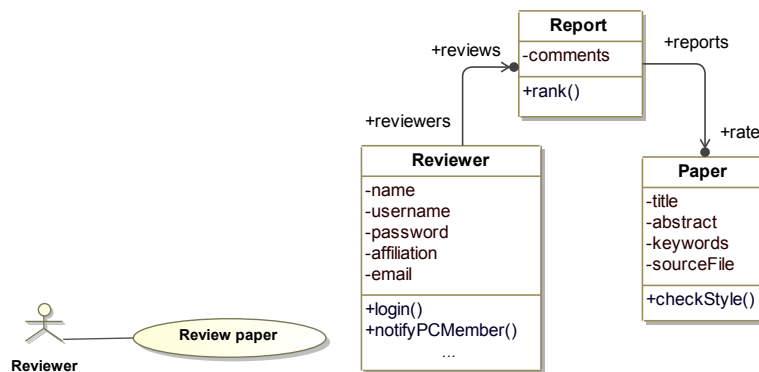 Report
-comments
+rank()
+reviews
+reports
+reviewers
+rate
Reviewer
-name
-username
-password
-affiliation
-email
+login()
+notifyPCMember()
...
Paper
-title
-abstract
-keywords
-sourceFile
+checkStyle()
Review paper
Reviewer